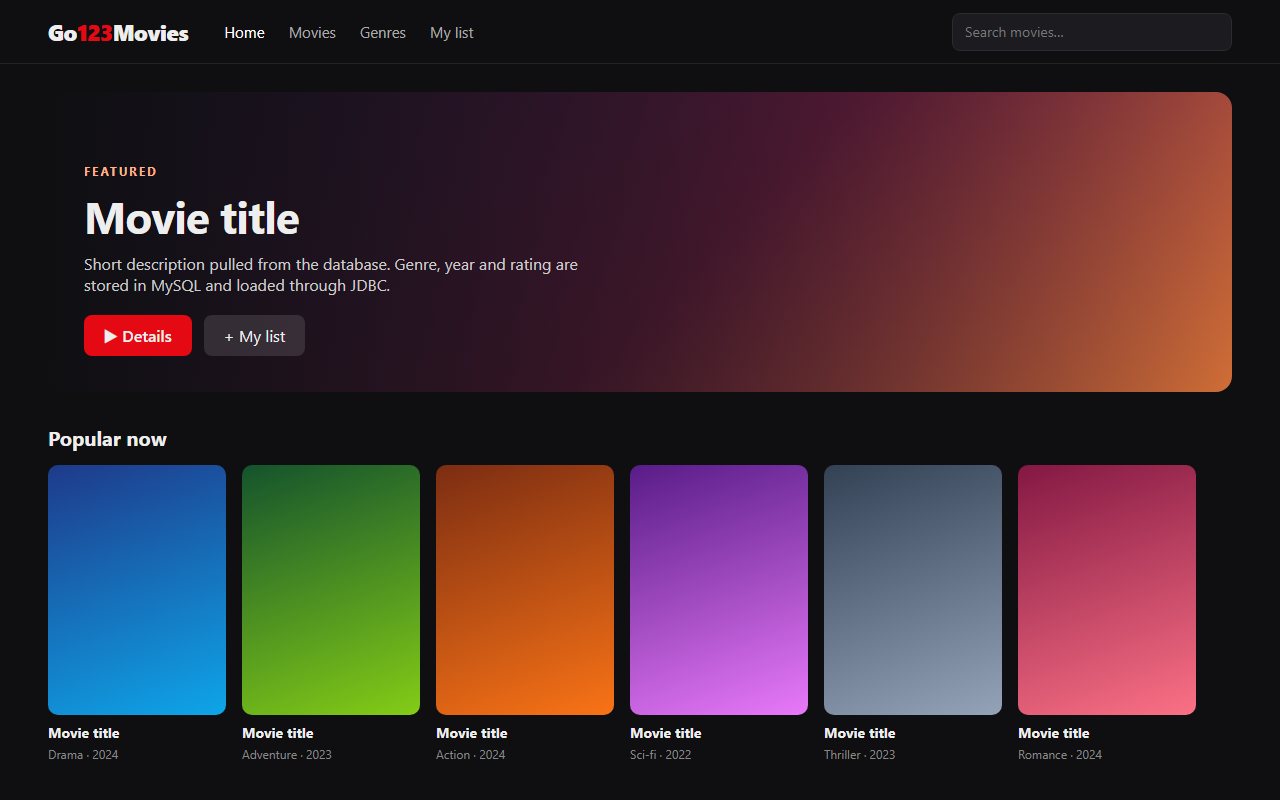 Go123Movies Home Movies Genres My list Search movies...
FEATURED
Movie title
Short description pulled from the database. Genre, year and rating are
stored in MySQL and loaded through JDBC.
▶ Details + My list
Popular now
Movie title Movie title Movie title Movie title Movie title Movie title
Drama · 2024 Adventure · 2023 Action · 2024 Sci-fi · 2022 Thriller · 2023 Romance · 2024